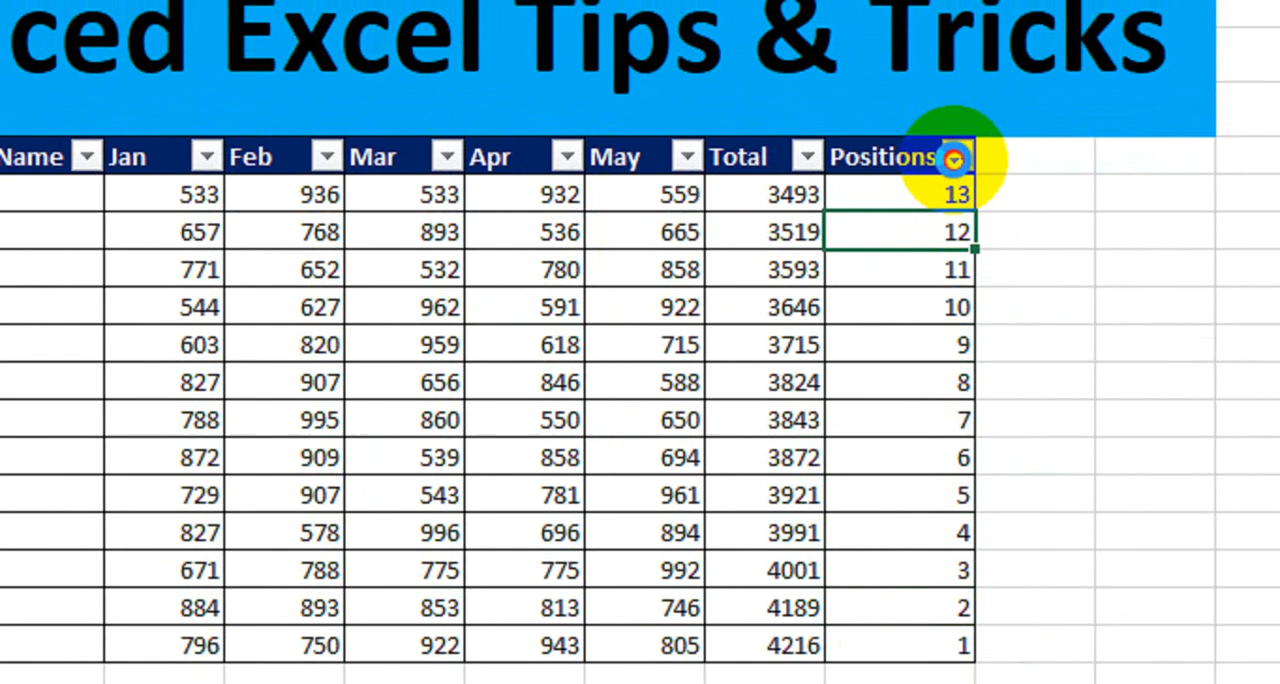 ced Excel Tips & Tricks
Name Jan Feb Mar Apr May Total Positions
533 936 533 932 559 3493 13
657 768 893 536 665 3519 12
771 652 532 780 858 3593 11
544 627 962 591 922 3646 10
603 820 959 618 715 3715 9
827 907 656 846 588 3824 8
788 995 860 550 650 3843 7
872 909 539 858 694 3872 6
729 907 543 781 961 3921 5
827 578 996 696 894 3991 4
671 788 775 775 992 4001 3
884 893 853 813 746 4189 2
796 750 922 943 805 4216 1